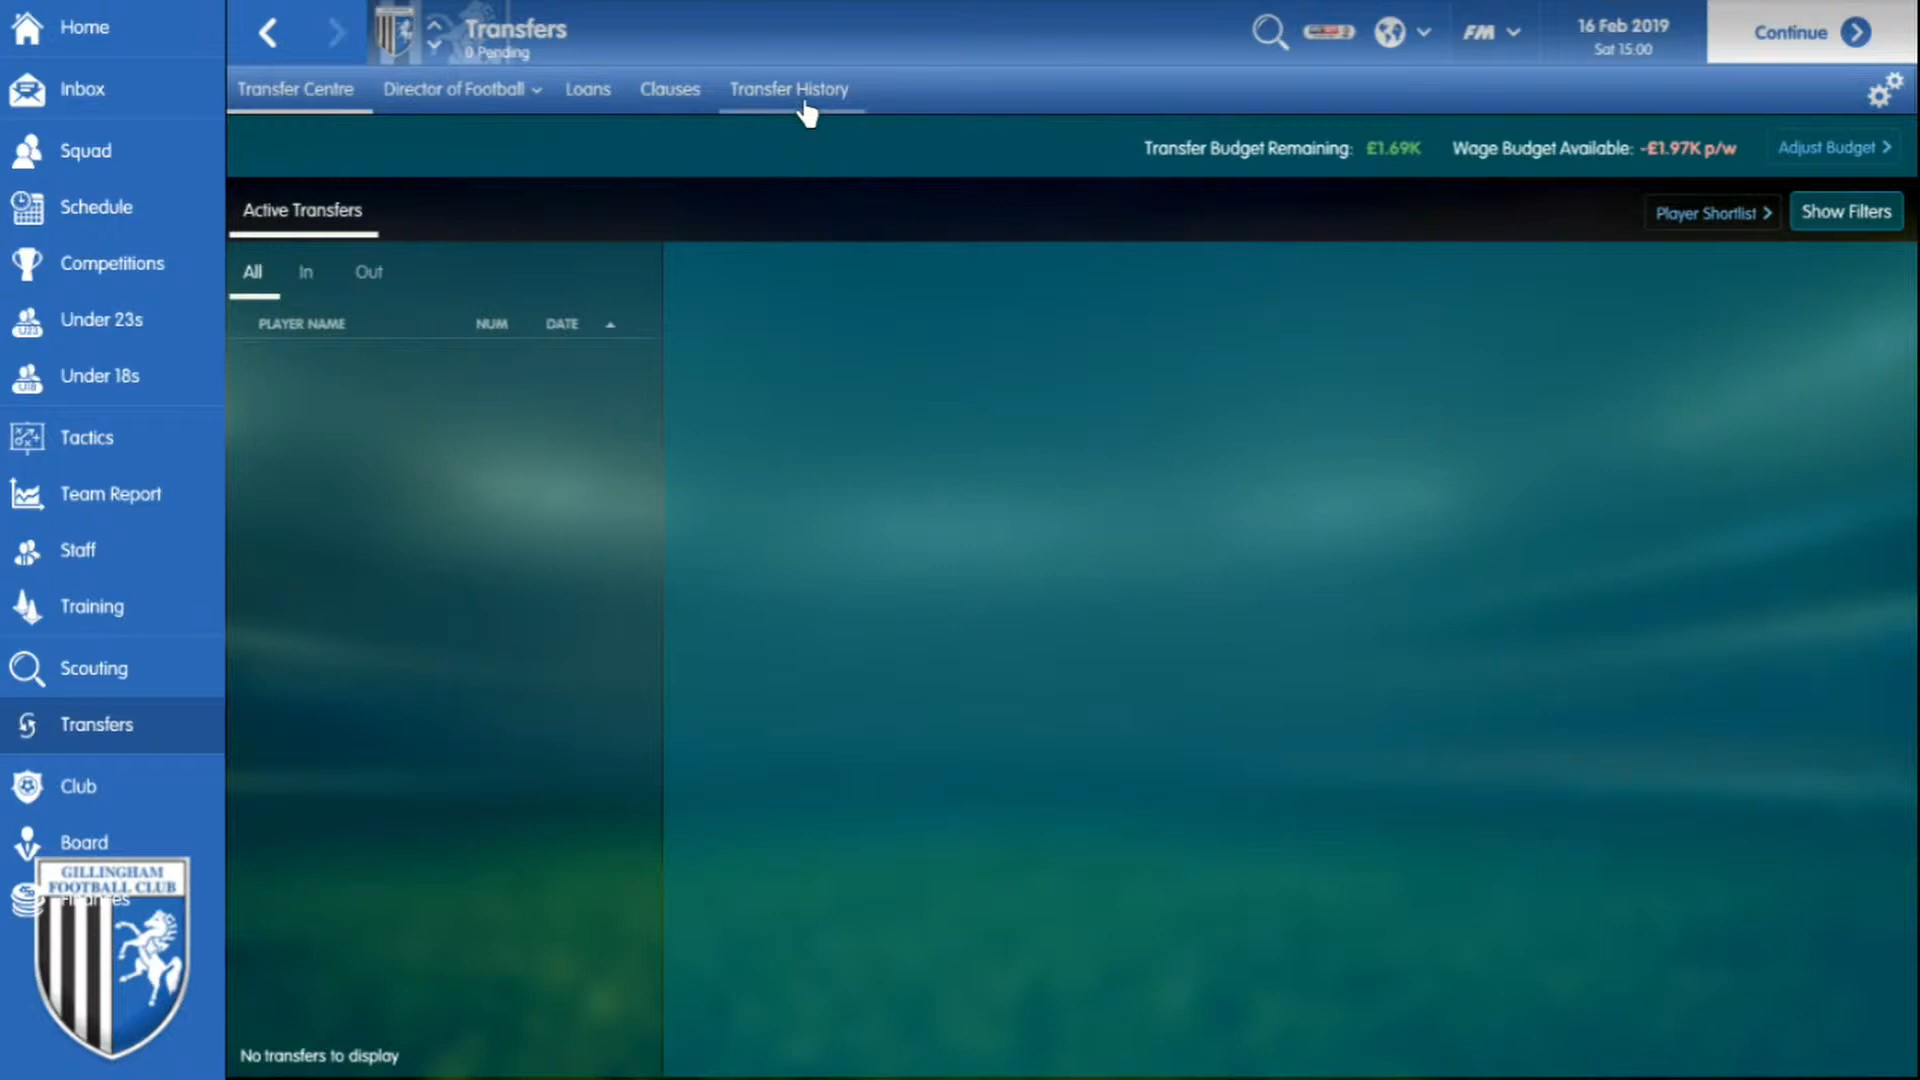 Home
Inbox
Squad
Schedule
Competitions
Under 23s
Under 18s
Tactics
Team Report
Staff
Training
Scouting
Transfers
Club
Board
Finances
GILLINGHAM
FOOTBALL CLUB
Transfers
0 Pending
FM
16 Feb 2019
Sat 15:00
Continue
Transfer Centre
Director of Football
Loans
Clauses
Transfer History
Transfer Budget Remaining: £1.69K
Wage Budget Available: -£1.97K p/w
Adjust Budget
Active Transfers
Player Shortlist
Show Filters
All
In
Out
PLAYER NAME
NUM
DATE
No transfers to display